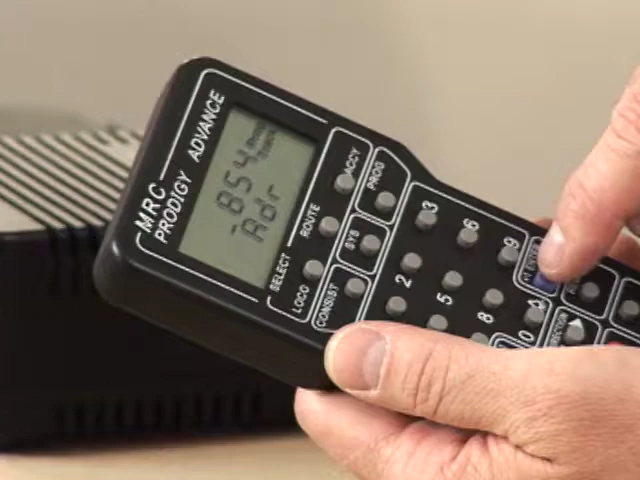 MRC
PRODIGY ADVANCE
-854
Adr
SELECT
LOCO
ROUTE
ACCY
CONSIST
SYS
PROG
3
6
9
2
5
8
0